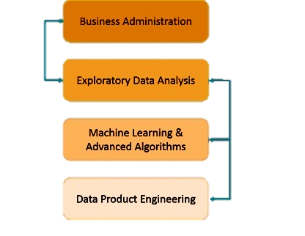 Business Administration
Exploratory Data Analysis
Machine Learning &
Advanced Algorithms
Data Product Engineering